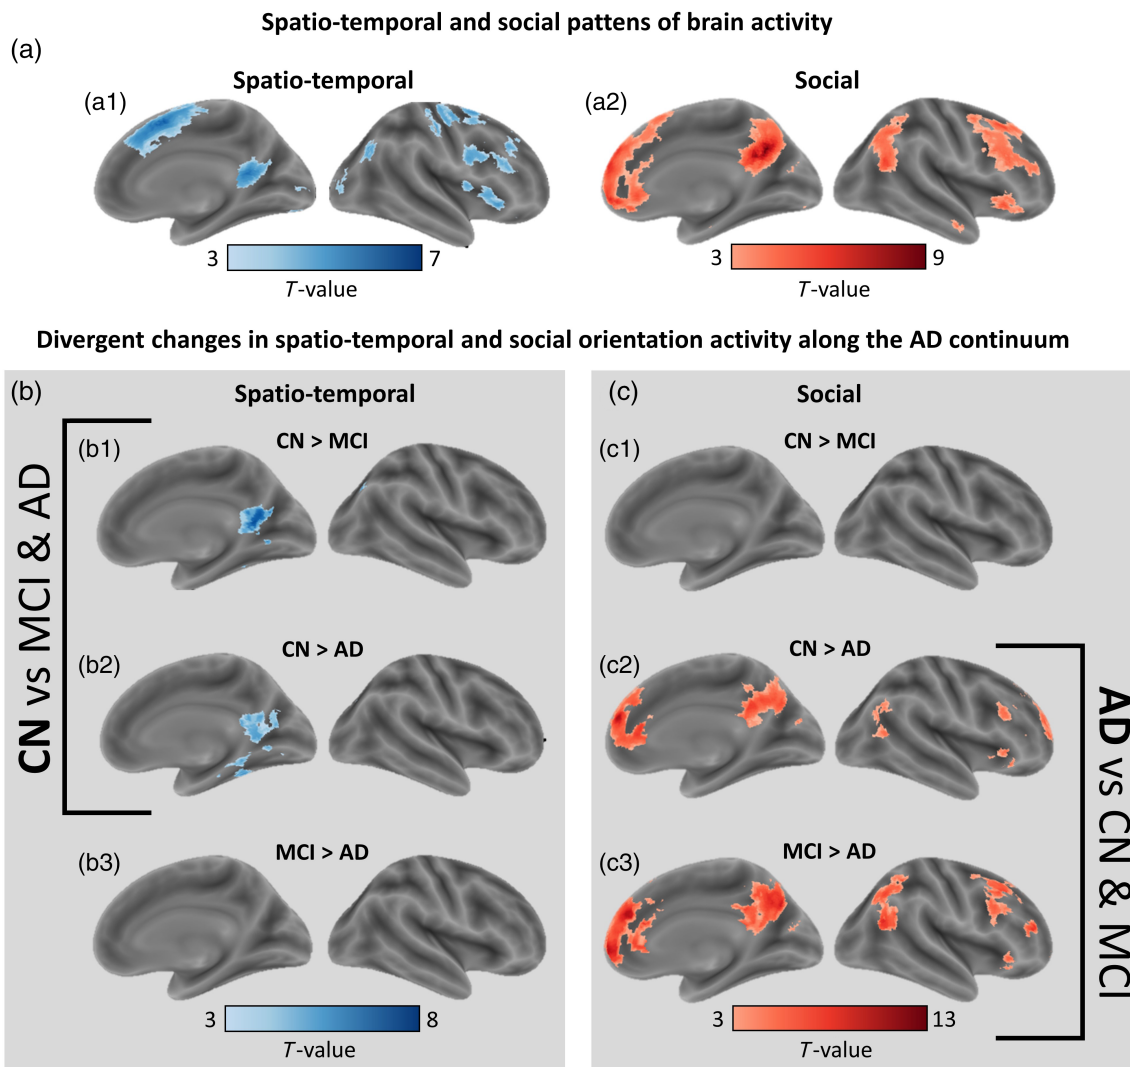 Spatio-temporal and social pattens of brain activity
(a)
Spatio-temporal
Social
(a1)
(a2)
3
7
T-value
3
9
T-value
Divergent changes in spatio-temporal and social orientation activity along the AD continuum
(b)
Spatio-temporal
(c)
Social
CN vs MCI & AD
(b1)
CN > MCI
(c1)
CN > MCI
(b2)
CN > AD
(c2)
CN > AD
AD vs CN & MCI
(b3)
MCI > AD
(c3)
MCI > AD
3
8
T-value
3
13
T-value